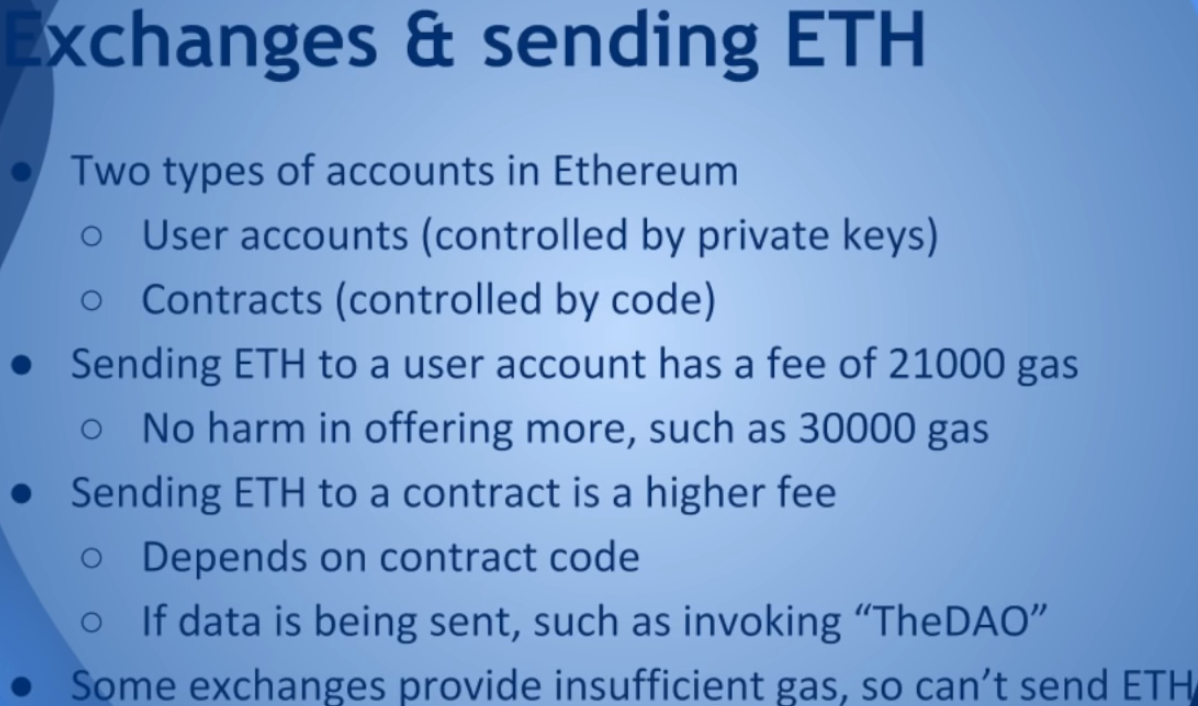 Exchanges & sending ETH
● Two types of accounts in Ethereum
○ User accounts (controlled by private keys)
○ Contracts (controlled by code)
● Sending ETH to a user account has a fee of 21000 gas
○ No harm in offering more, such as 30000 gas
● Sending ETH to a contract is a higher fee
○ Depends on contract code
○ If data is being sent, such as invoking “TheDAO”
● Some exchanges provide insufficient gas, so can’t send ETH